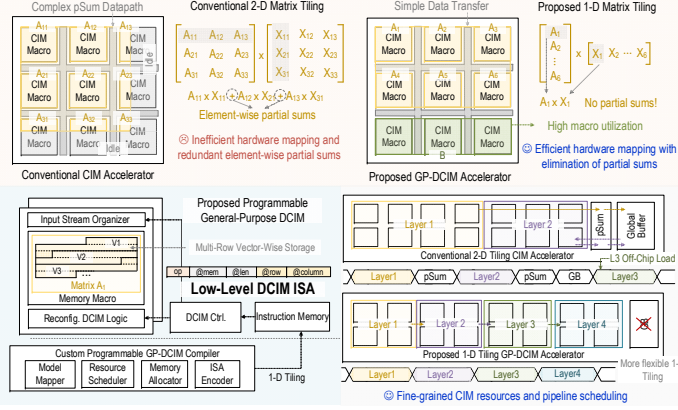 Complex pSum Datapath
A11 A12 A13
CIM Macro CIM Macro CIM Macro
Idle
A21 A22 A23
CIM Macro CIM Macro CIM Macro
A31 A32 A33
CIM Macro CIM Macro CIM Macro
Idle
Conventional CIM Accelerator
Conventional 2-D Matrix Tiling
A11 A12 A13 X11 X12 X13
A21 A22 A23 x X21 X22 X23
A31 A32 A33 X31 X32 X33
A11 x X11 + A12 x X21 + A13 x X31
Element-wise partial sums
☹ Inefficient hardware mapping and
redundant element-wise partial sums
Simple Data Transfer
A1 A2 A3
CIM Macro CIM Macro CIM Macro
A4 A5 A6
CIM Macro CIM Macro CIM Macro
CIM Macro CIM Macro CIM Macro
B
Proposed GP-DCIM Accelerator
Proposed 1-D Matrix Tiling
A1
A2 x X1 X2 ··· X6
⋮
A6
A1 x X1
No partial sums!
High macro utilization
☺ Efficient hardware mapping with
elimination of partial sums
Input Stream Organizer
V1
V2
V3 ...
Matrix A1
Memory Macro
Reconfig. DCIM Logic
Proposed Programmable
General-Purpose DCIM
Multi-Row Vector-Wise Storage
op @mem @len @row @column
Low-Level DCIM ISA
DCIM Ctrl.
Instruction Memory
Custom Programmable GP-DCIM Compiler
Model Mapper
Resource Scheduler
Memory Allocator
ISA Encoder
1-D Tiling
Layer 1 Layer 2
pSum
Global Buffer
Conventional 2-D Tiling CIM Accelerator
L3 Off-Chip Load
Layer1 pSum Layer2 pSum GB Layer3
Layer 1 Layer 2 Layer 3 Layer 4
Proposed 1-D Tiling GP-DCIM Accelerator
More flexible 1-
Tiling
Layer1 Layer2 Layer3 Layer4
☺ Fine-grained CIM resources and pipeline scheduling